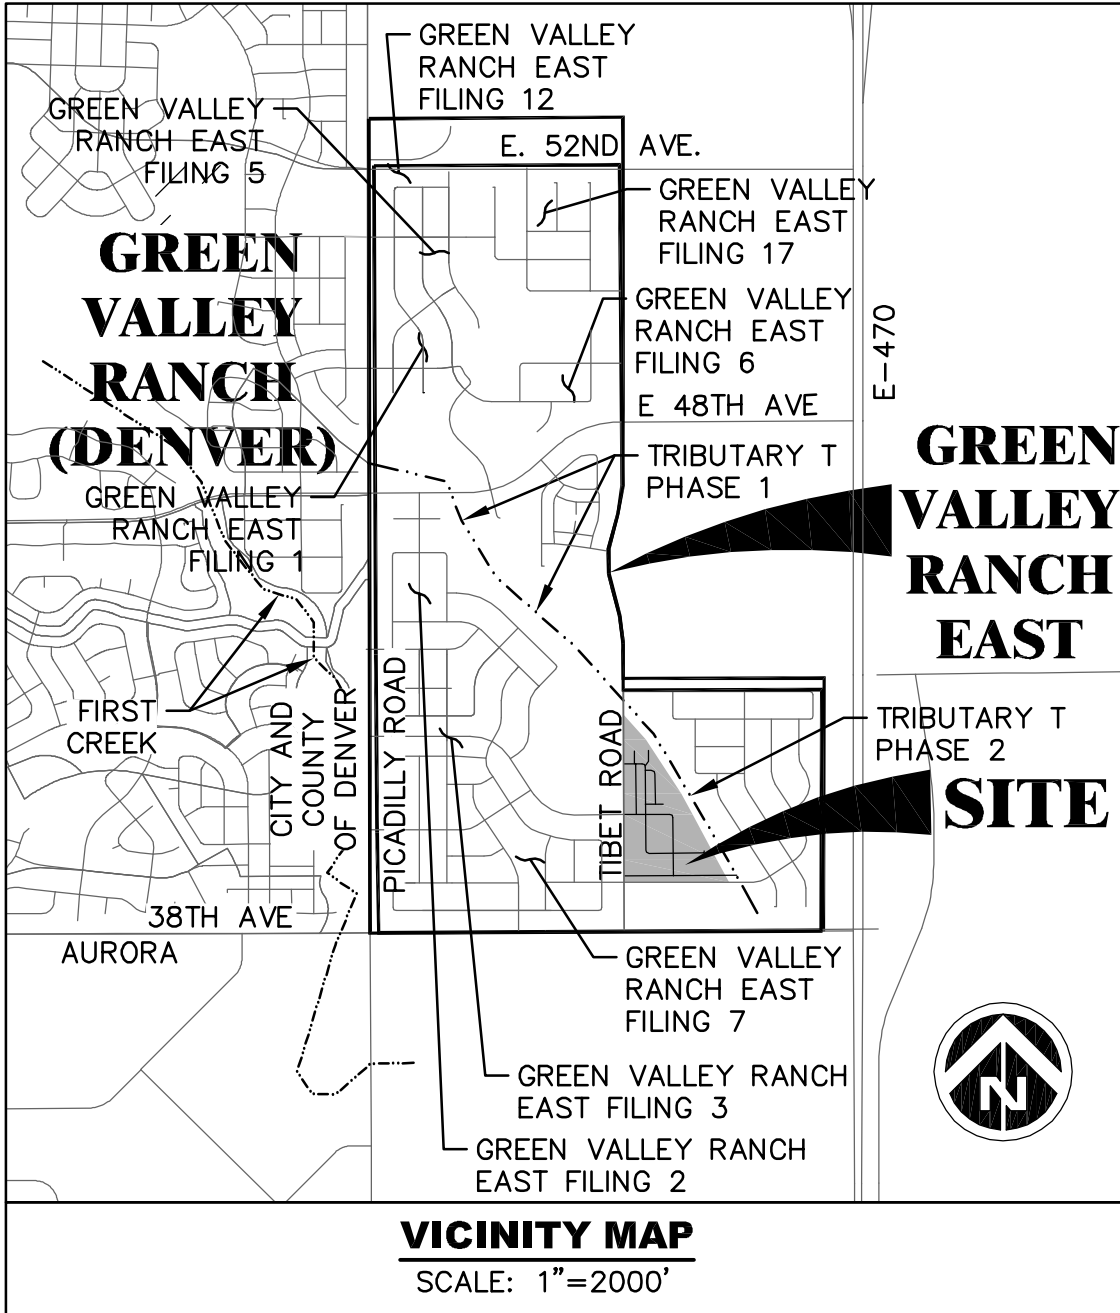 GREEN VALLEY
RANCH EAST
FILING 12
GREEN VALLEY
RANCH EAST
FILING 5
E. 52ND AVE.
GREEN VALLEY
RANCH EAST
FILING 17
GREEN
VALLEY
RANCH
(DENVER)
GREEN VALLEY
RANCH EAST
FILING 6
E-470
E 48TH AVE
TRIBUTARY T
PHASE 1
GREEN
VALLEY
RANCH
EAST
GREEN VALLEY
RANCH EAST
FILING 1
FIRST
CREEK
CITY AND
COUNTY
OF DENVER
PICADILLY ROAD
TIBET ROAD
TRIBUTARY T
PHASE 2
SITE
38TH AVE
AURORA
GREEN VALLEY
RANCH EAST
FILING 7
GREEN VALLEY RANCH
EAST FILING 3
GREEN VALLEY RANCH
EAST FILING 2
N
VICINITY MAP
SCALE: 1"=2000'